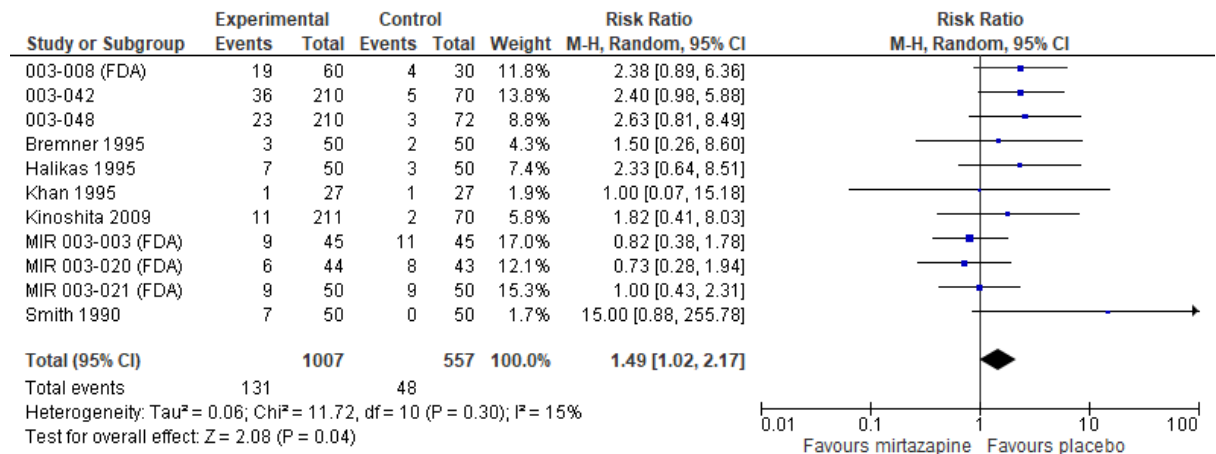 Experimental Control Risk Ratio Risk Ratio
Study or Subgroup Events Total Events Total Weight M-H, Random, 95% CI M-H, Random, 95% CI
003-008 (FDA) 19 60 4 30 11.8% 2.38 [0.89, 6.36]
003-042 36 210 5 70 13.8% 2.40 [0.98, 5.88]
003-048 23 210 3 72 8.8% 2.63 [0.81, 8.49]
Bremner 1995 3 50 2 50 4.3% 1.50 [0.26, 8.60]
Halikas 1995 7 50 3 50 7.4% 2.33 [0.64, 8.51]
Khan 1995 1 27 1 27 1.9% 1.00 [0.07, 15.18]
Kinoshita 2009 11 211 2 70 5.8% 1.82 [0.41, 8.03]
MIR 003-003 (FDA) 9 45 11 45 17.0% 0.82 [0.38, 1.78]
MIR 003-020 (FDA) 6 44 8 43 12.1% 0.73 [0.28, 1.94]
MIR 003-021 (FDA) 9 50 9 50 15.3% 1.00 [0.43, 2.31]
Smith 1990 7 50 0 50 1.7% 15.00 [0.88, 255.78]
Total (95% CI) 1007 557 100.0% 1.49 [1.02, 2.17]
Total events 131 48
Heterogeneity: Tau² = 0.06; Chi² = 11.72, df = 10 (P = 0.30); I² = 15%
Test for overall effect: Z = 2.08 (P = 0.04)
0.01 0.1 1 10 100
Favours mirtazapine Favours placebo